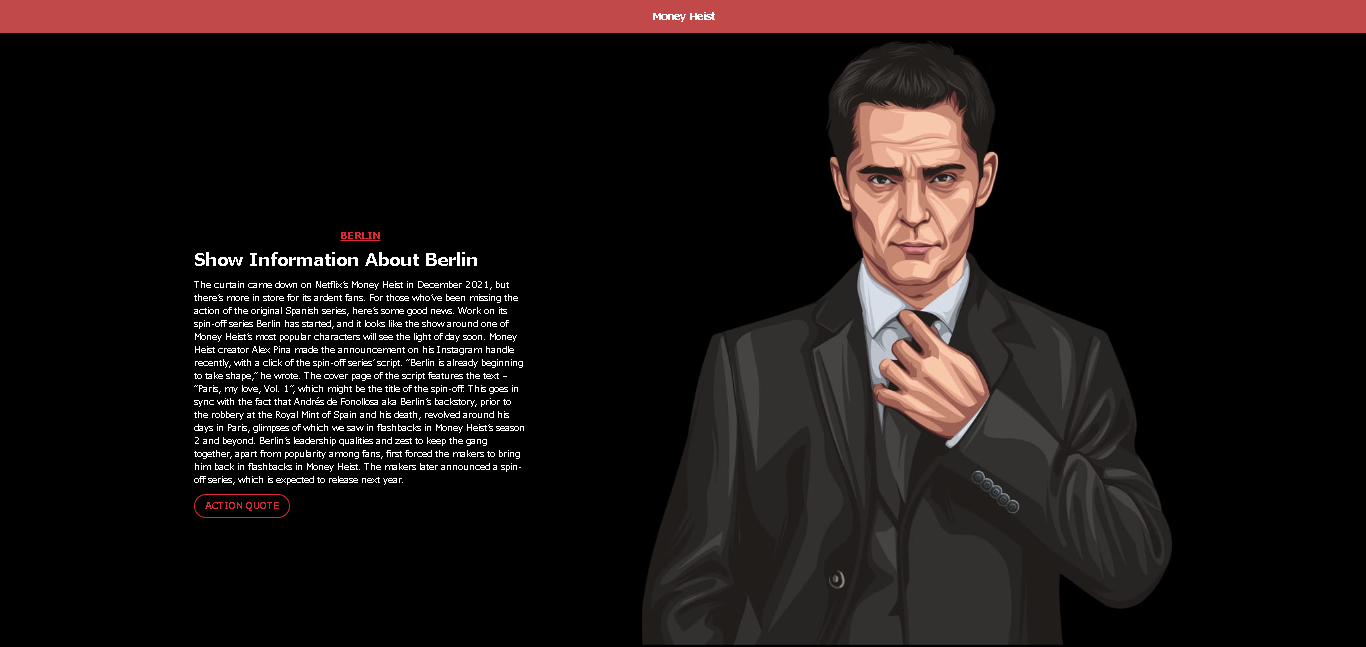 Money Heist
BERLIN
Show Information About Berlin
The curtain came down on Netflix’s Money Heist in December 2021, but
there’s more in store for its ardent fans. For those who’ve been missing the
action of the original Spanish series, here’s some good news. Work on its
spin-off series Berlin has started, and it looks like the show around one of
Money Heist’s most popular characters will see the light of day soon. Money
Heist creator Alex Pina made the announcement on his Instagram handle
recently, with a click of the spin-off series’ script. “Berlin is already beginning
to take shape,” he wrote. The cover page of the script features the text –
“Paris, my love, Vol. 1”, which might be the title of the spin-off. This goes in
sync with the fact that Andrés de Fonollosa aka Berlin’s backstory, prior to
the robbery at the Royal Mint of Spain and his death, revolved around his
days in Paris, glimpses of which we saw in flashbacks in Money Heist’s season
2 and beyond. Berlin’s leadership qualities and zest to keep the gang
together, apart from popularity among fans, first forced the makers to bring
him back in flashbacks in Money Heist. The makers later announced a spin-
off series, which is expected to release next year.
ACTION QUOTE